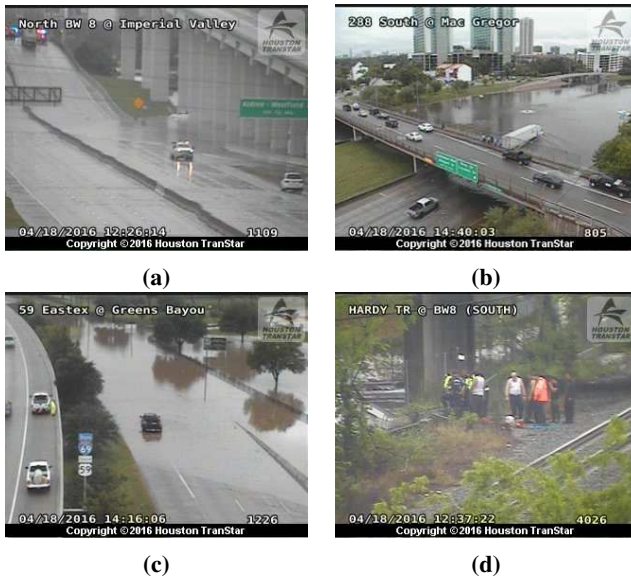 North BW 8 @ Imperial Valley
HOUSTON
TRANSTAR
04/18/2016 12:26:14 1109
Copyright © 2016 Houston TranStar
(a)
288 South @ Mac Gregor
HOUSTON
TRANSTAR
04/18/2016 14:40:03 805
Copyright © 2016 Houston TranStar
(b)
59 Eastex @ Greens Bayou
HOUSTON
TRANSTAR
59
04/18/2016 14:16:06 1226
Copyright © 2016 Houston TranStar
(c)
HARDY TR @ BW8 (SOUTH)
HOUSTON
TRANSTAR
04/18/2016 12:37:22 4026
Copyright © 2016 Houston TranStar
(d)